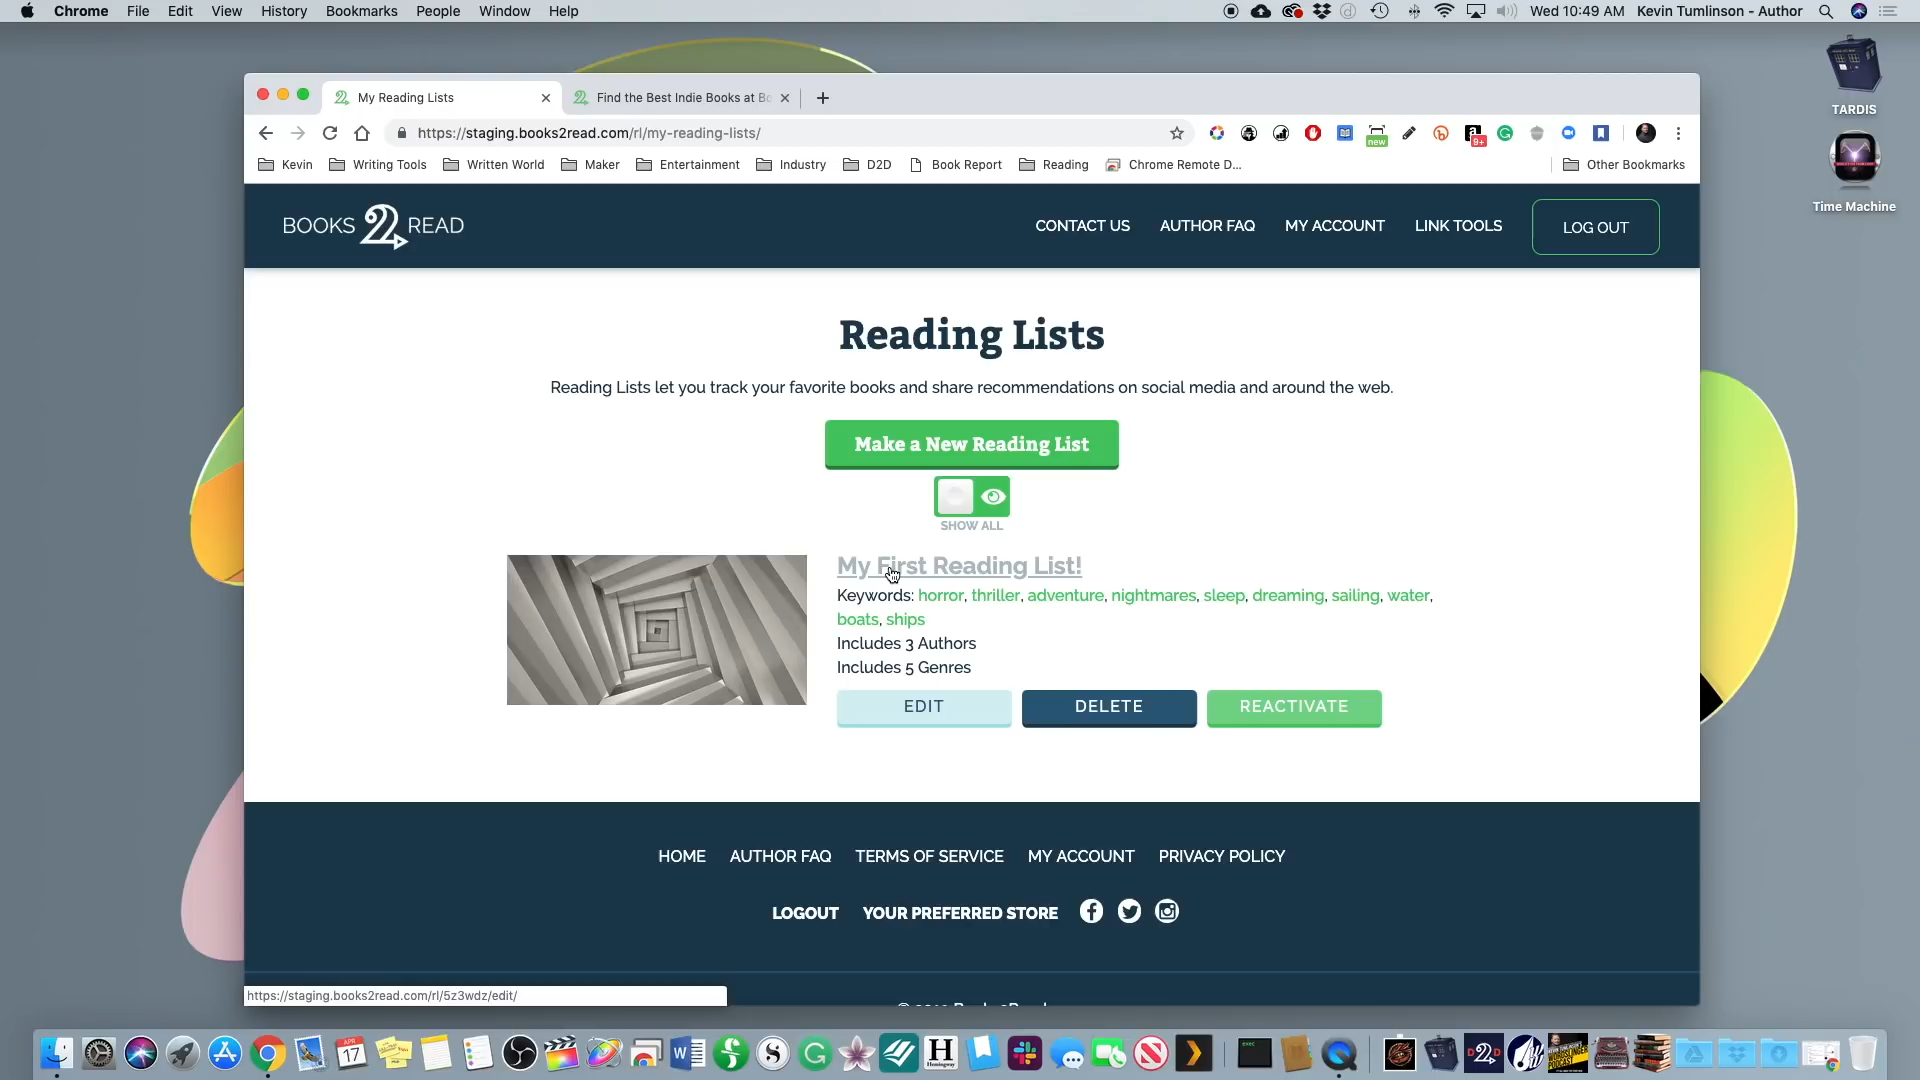 Chrome File Edit View History Bookmarks People Window Help
Wed 10:49 AM Kevin Tumlinson - Author
TARDIS
Time Machine
My Reading Lists
Find the Best Indie Books at Bo
https://staging.books2read.com/rl/my-reading-lists/
new
9+
Kevin Writing Tools Written World Maker Entertainment Industry D2D Book Report Reading Chrome Remote D... Other Bookmarks
BOOKS 2 READ
CONTACT US AUTHOR FAQ MY ACCOUNT LINK TOOLS LOG OUT
Reading Lists
Reading Lists let you track your favorite books and share recommendations on social media and around the web.
Make a New Reading List
SHOW ALL
My First Reading List!
Keywords: horror, thriller, adventure, nightmares, sleep, dreaming, sailing, water,
boats, ships
Includes 3 Authors
Includes 5 Genres
EDIT DELETE REACTIVATE
HOME AUTHOR FAQ TERMS OF SERVICE MY ACCOUNT PRIVACY POLICY
LOGOUT YOUR PREFERRED STORE
https://staging.books2read.com/rl/5z3wdz/edit/
APR
17